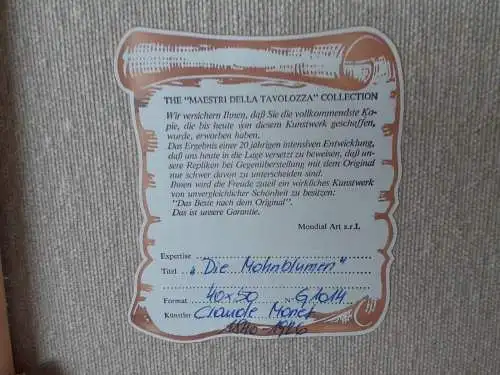 THE "MAESTRI DELLA TAVOLOZZA" COLLECTION
Wir versichern Ihnen, daß Sie die vollkommendste Ko-
pie, die bis heute von diesem Kunstwerk geschaffen,
wurde, erworben haben.
Das Ergebnis einer 20 jährigen intensiven Entwicklung,
daß uns heute in die Lage versetzt zu beweisen, daß un-
sere Repliken bei Gegenüberstellung mit dem Original
nur schwer davon zu unterscheiden sind.
Ihnen wird die Freude zuteil ein wirkliches Kunstwerk
von unvergleichlicher Schönheit zu besitzen:
"Das Beste nach dem Original".
Das ist unsere Garantie.
Mondial Art s.r.l.
Expertise
Titel „Die Mohnblumen"
Format 40x50 N° G1014
Künstler Claude Monet
1840-1926